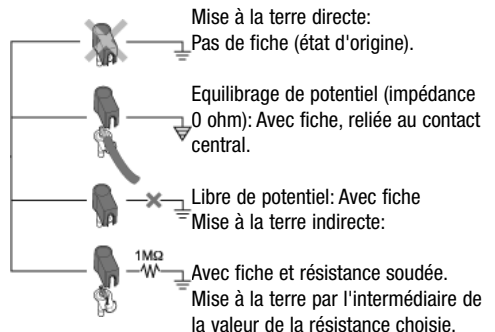 Mise à la terre directe:
Pas de fiche (état d'origine).
Equilibrage de potentiel (impédance
0 ohm): Avec fiche, reliée au contact
central.
Libre de potentiel: Avec fiche
Mise à la terre indirecte:
1MΩ
Avec fiche et résistance soudée.
Mise à la terre par l'intermédiaire de
la valeur de la résistance choisie.